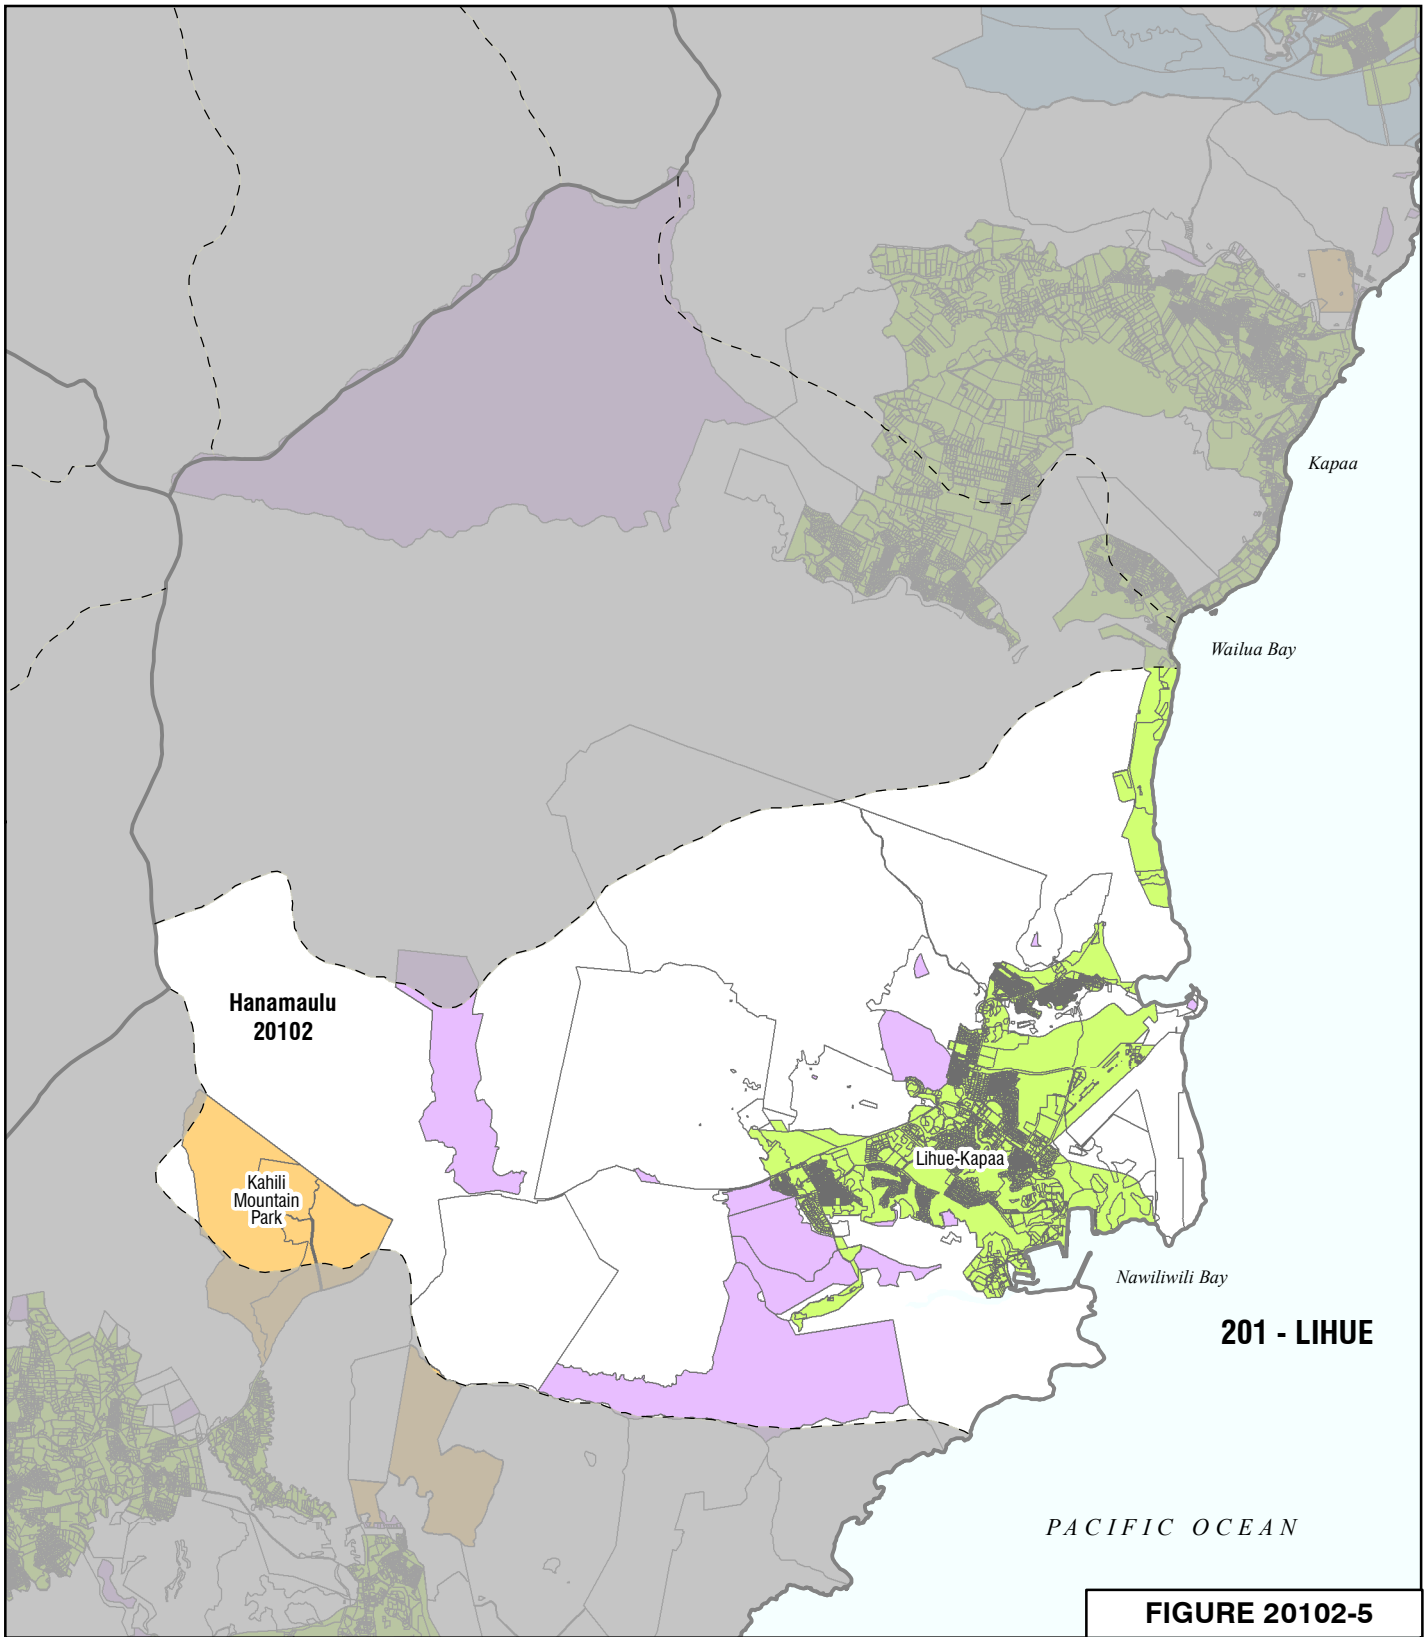 Kapaa
Wailua Bay
Hanamaulu
20102
Lihue-Kapaa
Kahili
Mountain
Park
Nawiliwili Bay
201 - LIHUE
PACIFIC OCEAN
FIGURE 20102-5